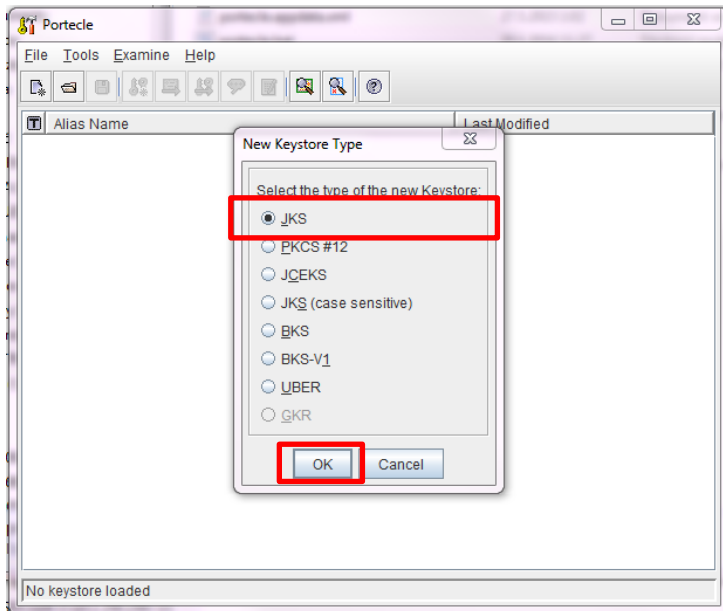 Portecle
File Tools Examine Help
T Alias Name Last Modified
New Keystore Type
Select the type of the new Keystore:
JKS
PKCS #12
JCEKS
JKS (case sensitive)
BKS
BKS-V1
UBER
GKR
OK Cancel
No keystore loaded